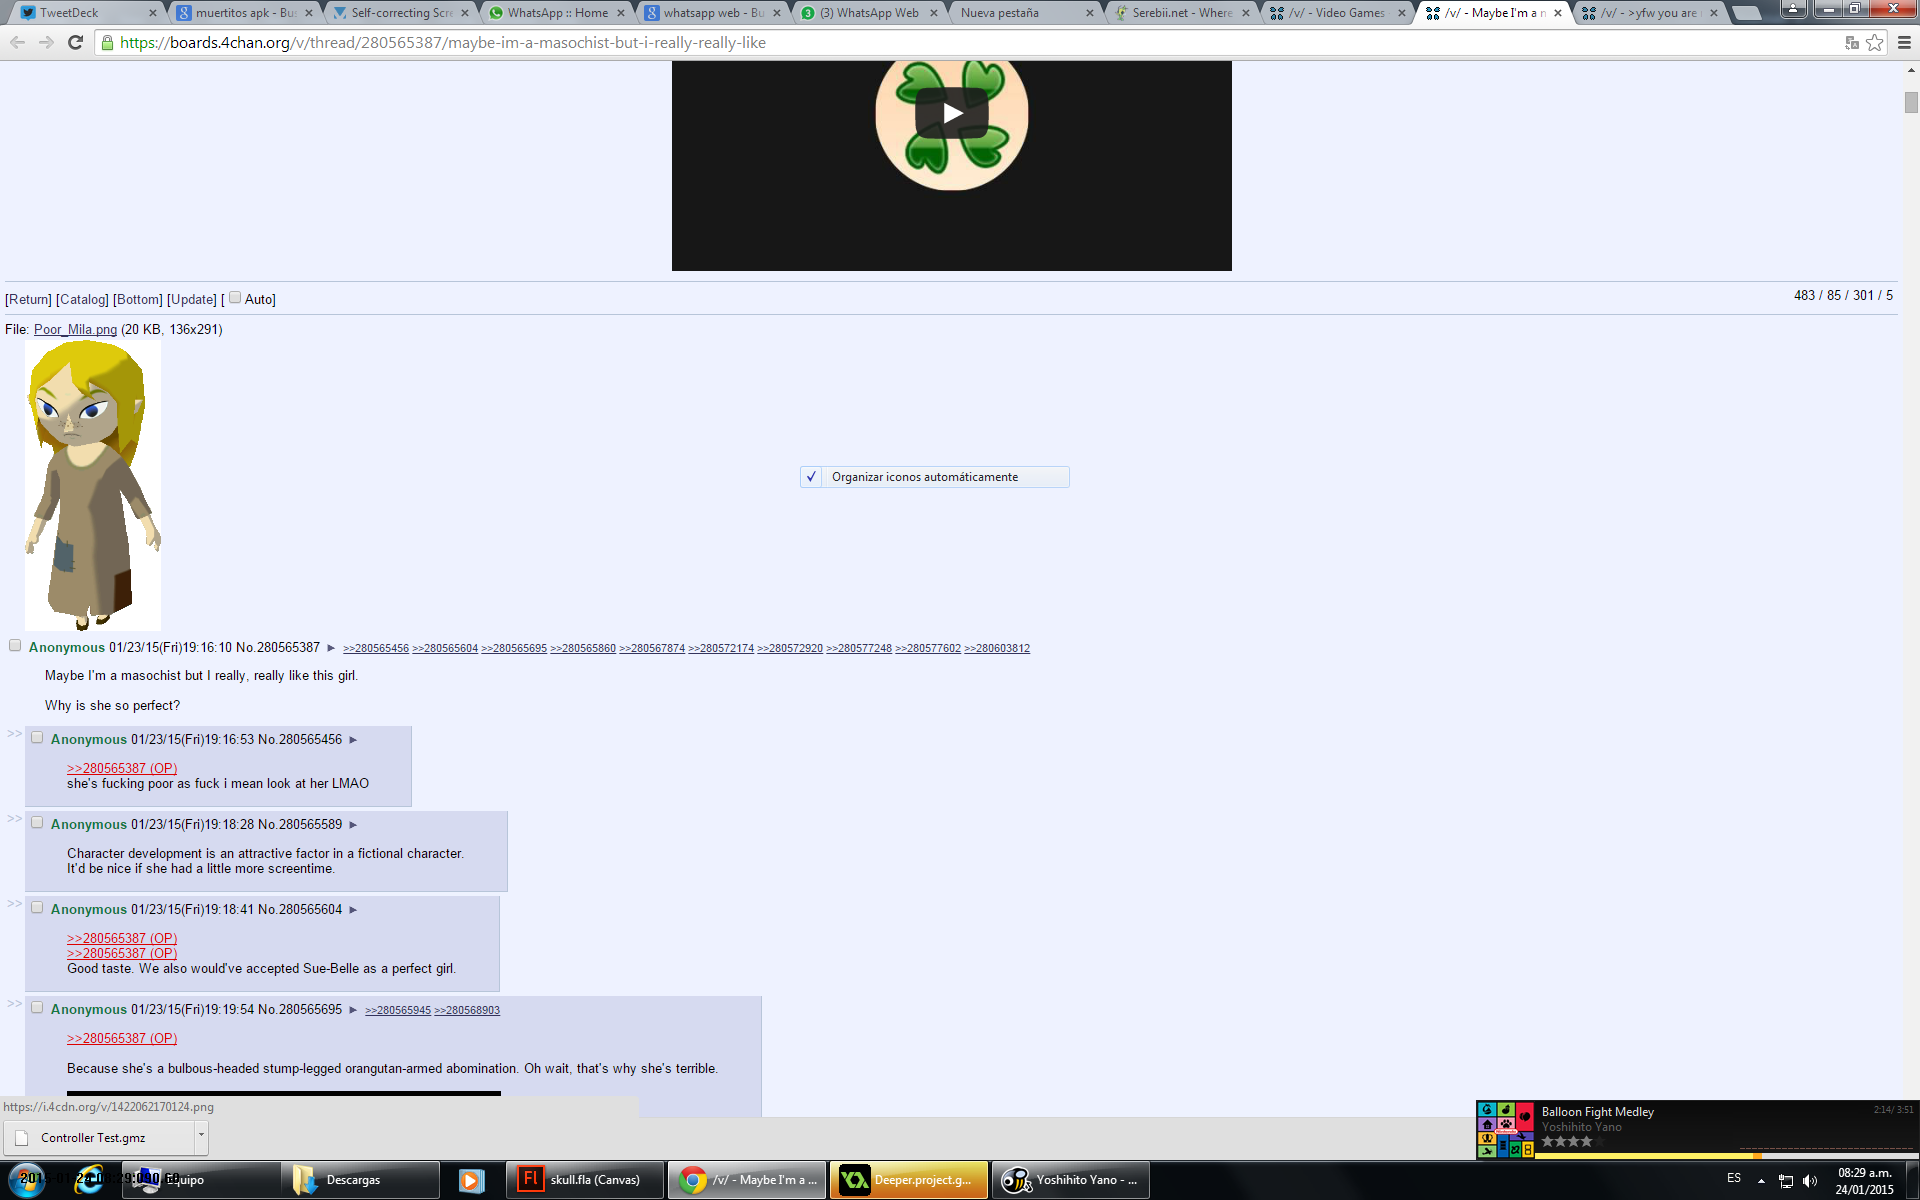 TweetDeck
muertitos apk - Bus
Self-correcting Scre
WhatsApp :: Home
whatsapp web - Bu
(3) WhatsApp Web
Nueva pestaña
Serebii.net - Where
/v/ - Video Games
/v/ - Maybe I'm a n
/v/ - >yfw you are
https://boards.4chan.org/v/thread/280565387/maybe-im-a-masochist-but-i-really-really-like
[Return] [Catalog] [Bottom] [Update] [ Auto]
483 / 85 / 301 / 5
File: Poor_Mila.png (20 KB, 136x291)
Organizar iconos automáticamente
Anonymous 01/23/15(Fri)19:16:10 No.280565387 ► >>280565456 >>280565604 >>280565695 >>280565860 >>280567874 >>280572174 >>280572920 >>280577248 >>280577602 >>280603812
Maybe I'm a masochist but I really, really like this girl.
Why is she so perfect?
>> Anonymous 01/23/15(Fri)19:16:53 No.280565456 ►
>>280565387 (OP)
she's fucking poor as fuck i mean look at her LMAO
>> Anonymous 01/23/15(Fri)19:18:28 No.280565589 ►
Character development is an attractive factor in a fictional character.
It'd be nice if she had a little more screentime.
>> Anonymous 01/23/15(Fri)19:18:41 No.280565604 ►
>>280565387 (OP)
>>280565387 (OP)
Good taste. We also would've accepted Sue-Belle as a perfect girl.
>> Anonymous 01/23/15(Fri)19:19:54 No.280565695 ► >>280565945 >>280568903
>>280565387 (OP)
Because she's a bulbous-headed stump-legged orangutan-armed abomination. Oh wait, that's why she's terrible.
https://i.4cdn.org/v/1422062170124.png
Controller Test.gmz
Balloon Fight Medley
2:14/ 3:51
Yoshihito Yano
Equipo
Descargas
Fl
skull.fla (Canvas)
/v/ - Maybe I'm a ...
Deeper.project.g...
Yoshihito Yano - ...
ES
08:29 a.m.
24/01/2015